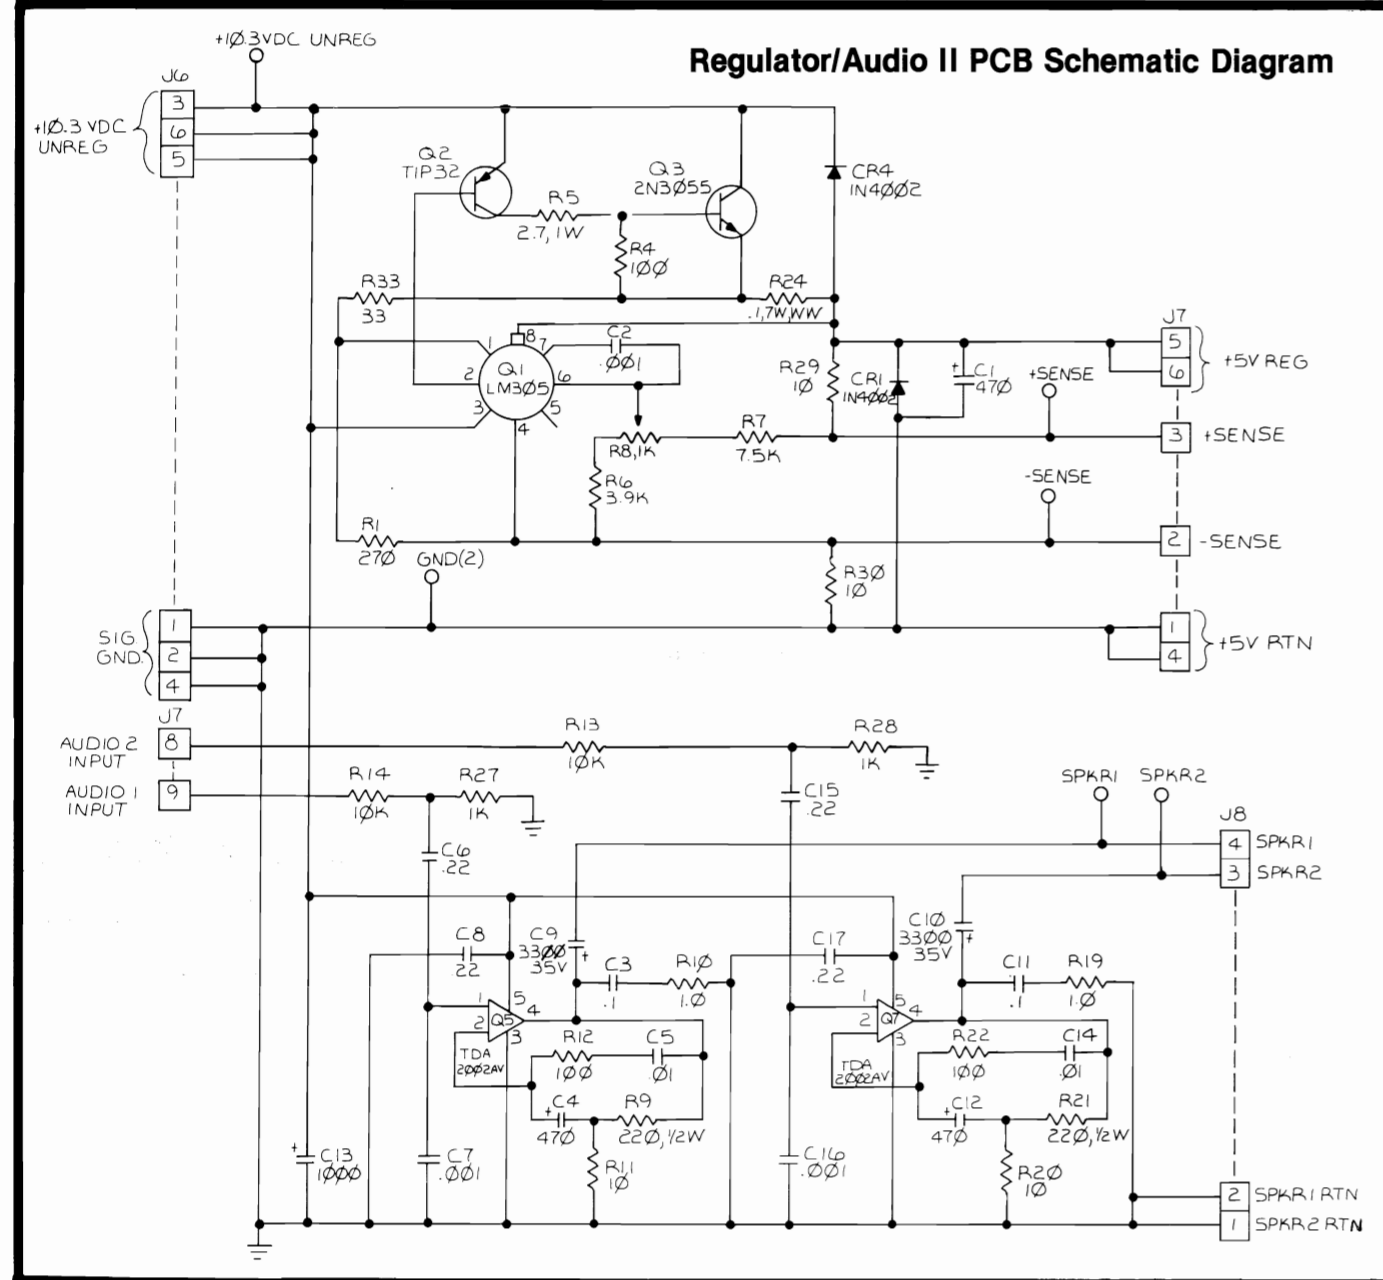 +1Ø.3VDC UNREG
Regulator/Audio II PCB Schematic Diagram
J6
3
+1Ø.3 VDC
UNREG
6
5
Q2
TIP32
Q3
2N3Ø55
CR4
1N4ØØ2
R5
2.7, 1W
R4
1ØØ
R33
33
R24
.1,7W,WW
J7
5
6
+5V REG
C2
.ØØ1
8
7
1
2
Q1
LM3Ø5
6
3
5
4
R29
1Ø
CR1
1N4ØØ2
+
C1
47Ø
+SENSE
R7
7.5K
R8,1K
3
+SENSE
R6
3.9K
-SENSE
R1
27Ø
GND(2)
2
-SENSE
R3Ø
1Ø
SIG
GND.
1
2
4
1
4
+5V RTN
J7
AUDIO 2
INPUT
8
R13
1ØK
R28
1K
AUDIO 1
INPUT
9
R14
1ØK
R27
1K
C15
.22
SPKR1
SPKR2
J8
4
SPKR1
3
SPKR2
C6
.22
C8
22
C9
33ØØ
35V
+
C3
.1
R1Ø
1.Ø
C17
.22
C1Ø
33ØØ
35V
+
C11
.1
R19
1.Ø
1
2
Q5
5
4
3
TDA
2ØØ2AV
R12
1ØØ
C5
.Ø1
+
C4
47Ø
R9
22Ø,1/2W
R11
1Ø
1
2
Q7
5
4
3
TDA
2ØØ2AV
R22
1ØØ
C14
.Ø1
+
C12
47Ø
R21
22Ø,1/2W
R2Ø
1Ø
+
C13
1ØØØ
C7
.ØØ1
C16
.ØØ1
2
SPKR1 RTN
1
SPKR2 RTN